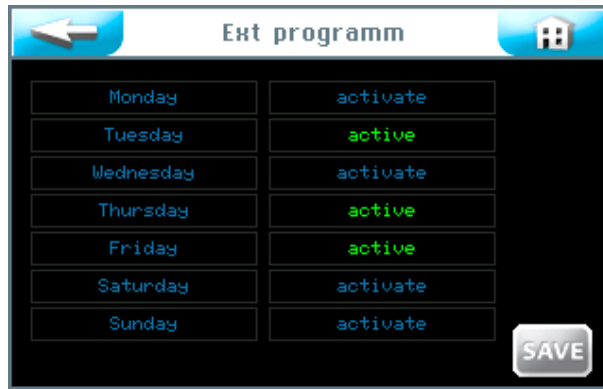 Ext programm
Monday activate
Tuesday active
Wednesday activate
Thursday active
Friday active
Saturday activate
Sunday activate
SAVE